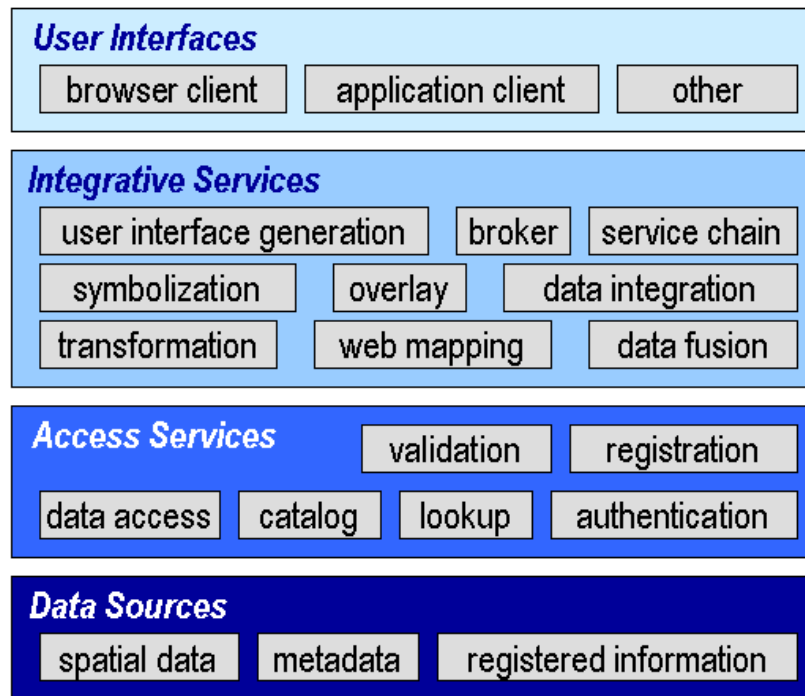 User Interfaces
browser client application client other
Integrative Services
user interface generation broker service chain
symbolization overlay data integration
transformation web mapping data fusion
Access Services
validation registration
data access catalog lookup authentication
Data Sources
spatial data metadata registered information